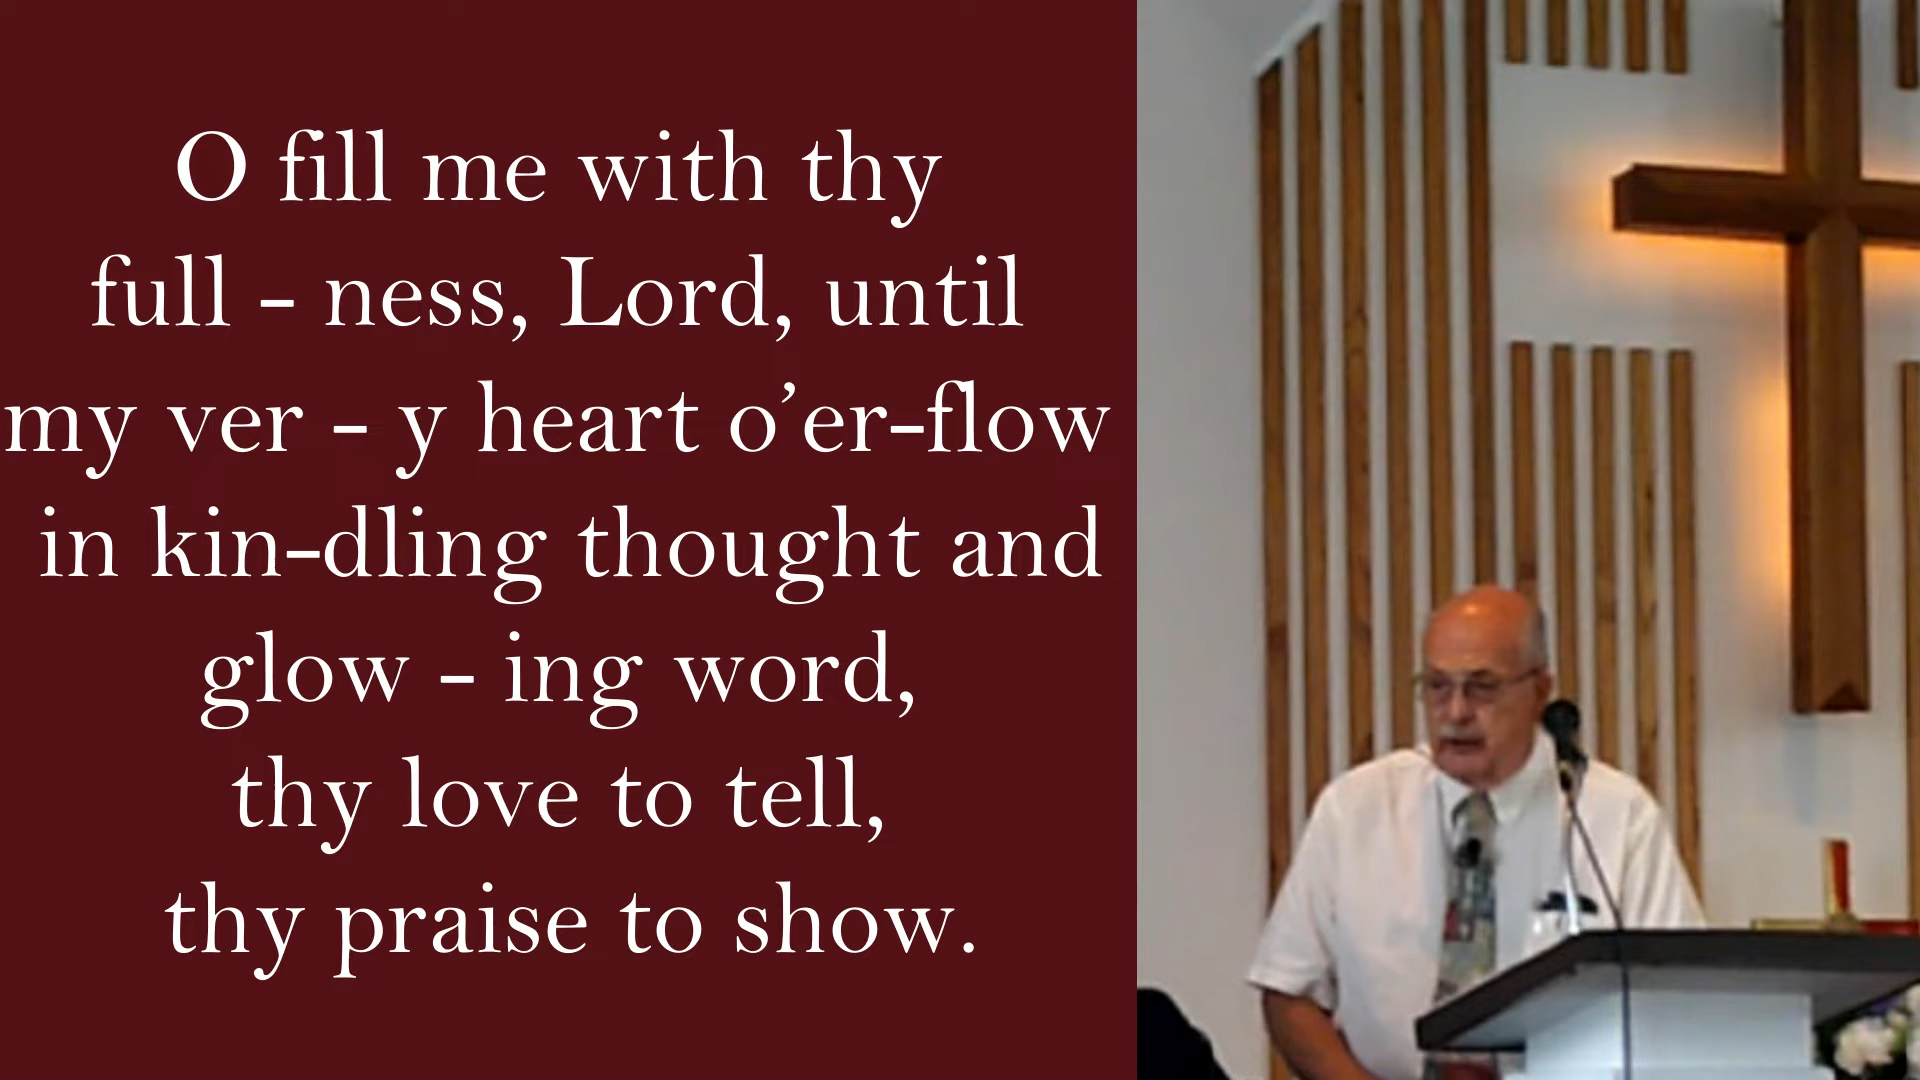 O fill me with thy
full - ness, Lord, until
my ver - y heart o’er-flow
in kin-dling thought and
glow - ing word,
thy love to tell,
thy praise to show.